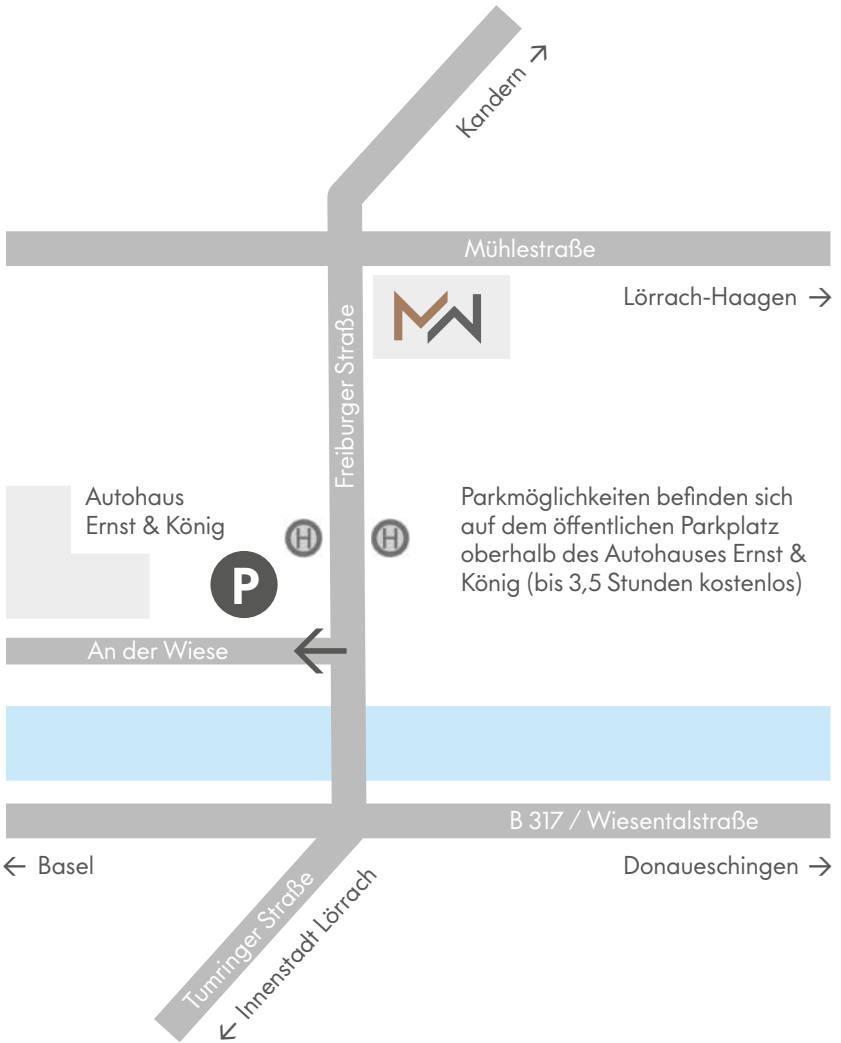 Kandern →
Mühlestraße
Lörrach-Haagen →
MW
Freiburger Straße
Autohaus
Ernst & König
H
H
P
Parkmöglichkeiten befinden sich
auf dem öffentlichen Parkplatz
oberhalb des Autohauses Ernst &
König (bis 3,5 Stunden kostenlos)
An der Wiese
B 317 / Wiesentalstraße
← Basel
Donaueschingen →
Tumringer Straße
← Innenstadt Lörrach